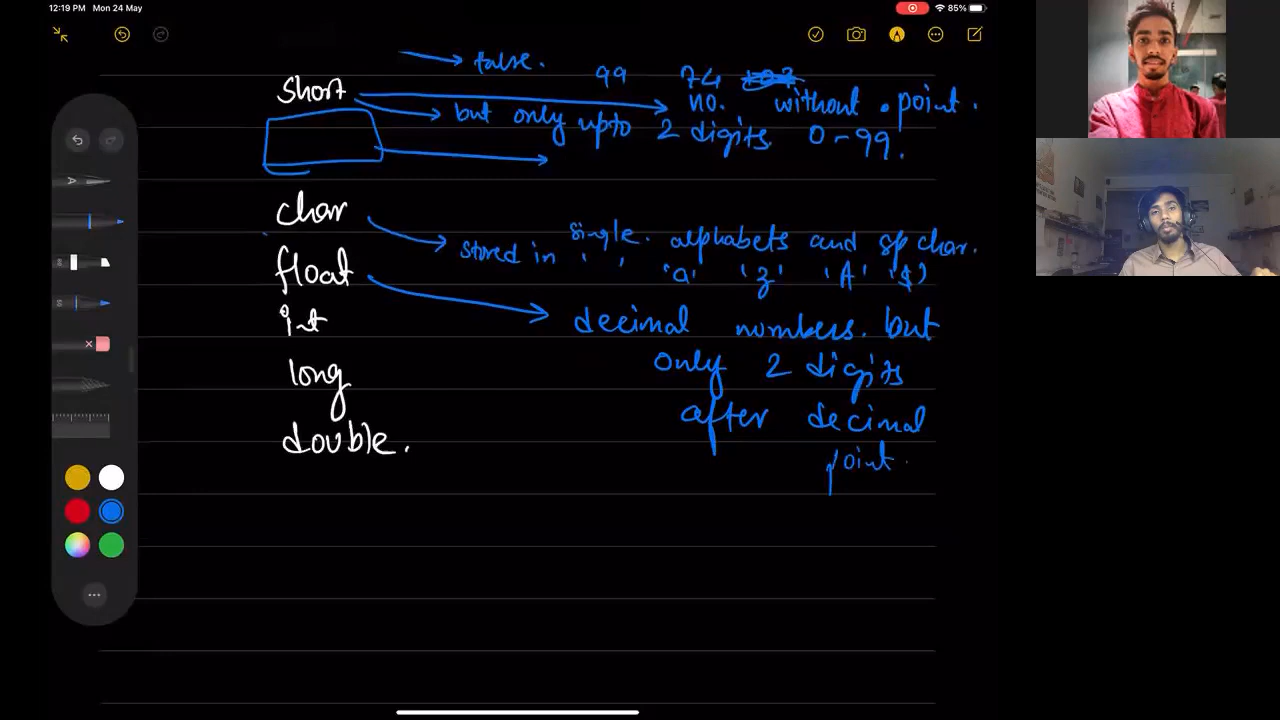 12:19 PM Mon 24 May
85%
false.
99 74
short no. without . point.
but only upto 2 digits 0-99.
char
stored in single. alphabets and sp char.
' ' 'a' 'z' 'A' '$'
float
decimal numbers. but
int
only 2 digits
long
after decimal
double.
point.